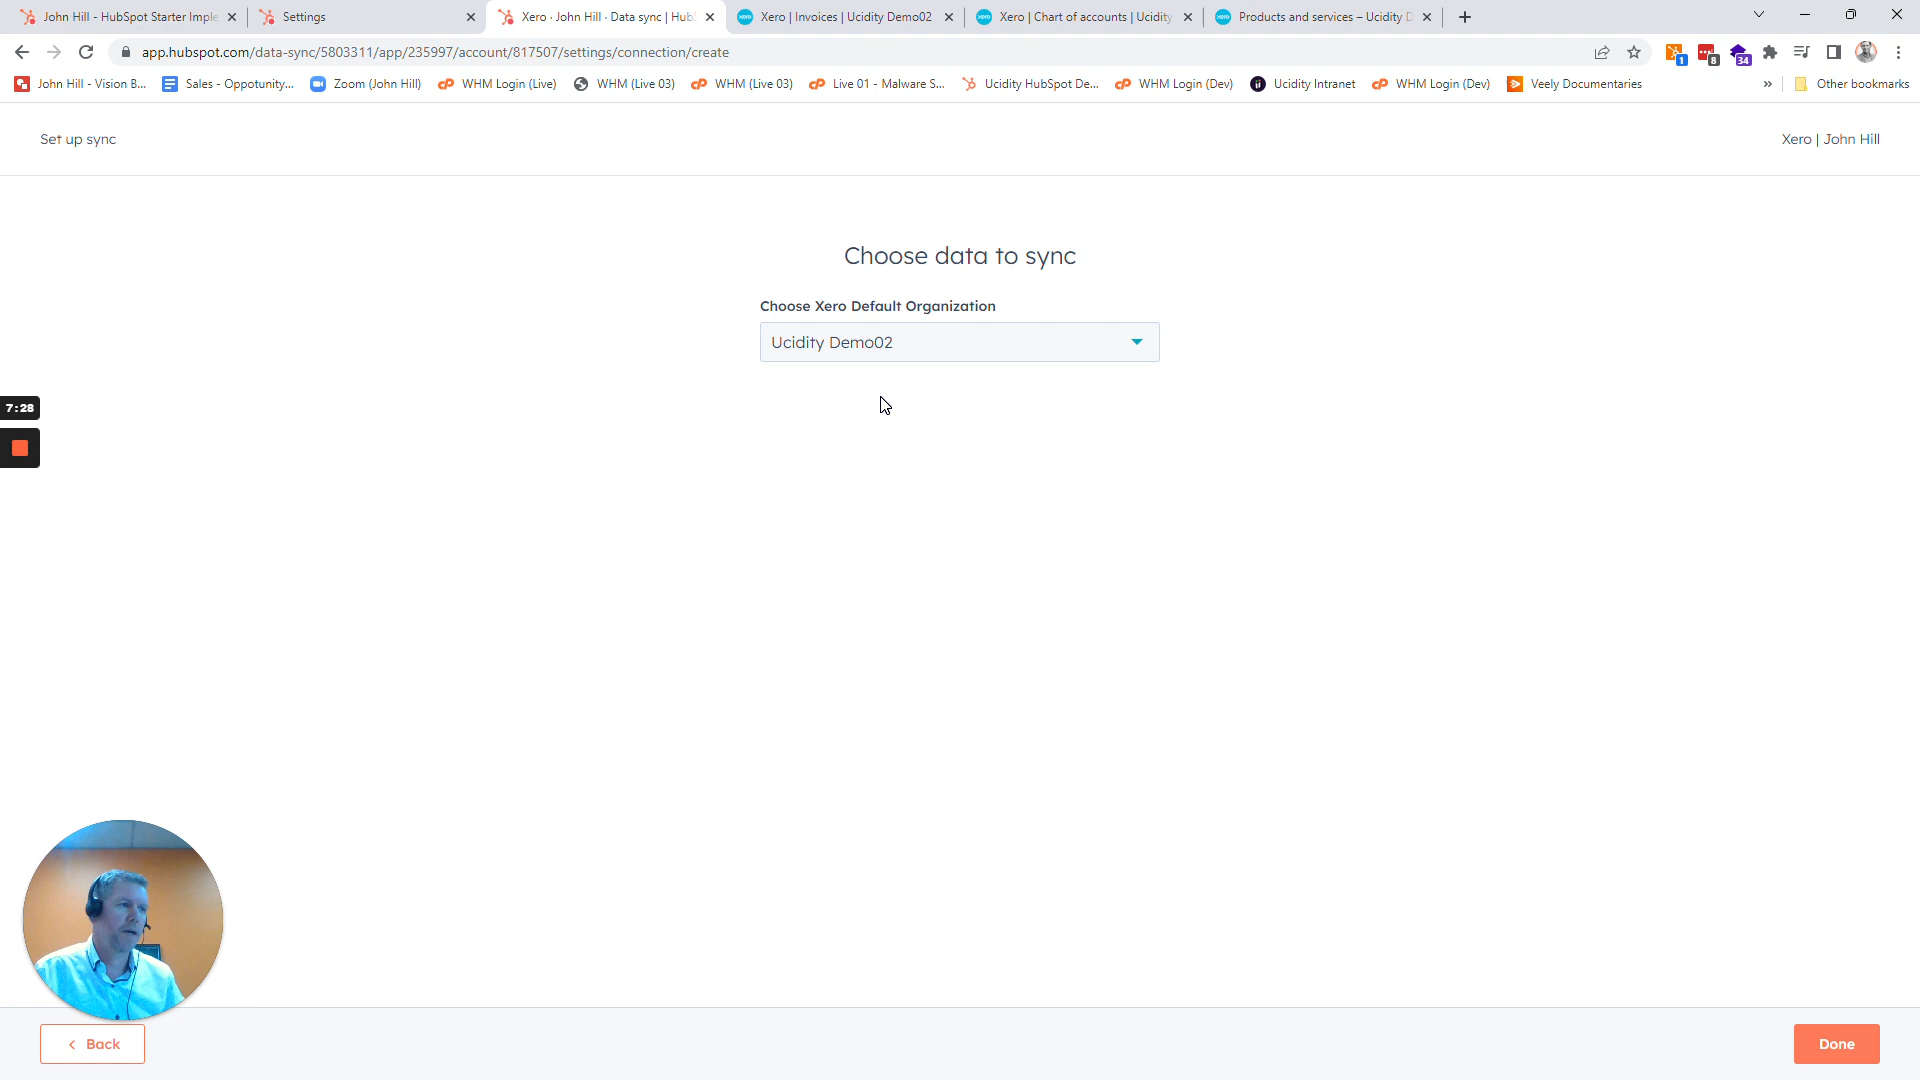 John Hill - HubSpot Starter Imple
Settings
Xero · John Hill · Data sync | Hub
Xero | Invoices | Ucidity Demo02
Xero | Chart of accounts | Ucidity
Products and services – Ucidity D
app.hubspot.com/data-sync/5803311/app/235997/account/817507/settings/connection/create
1
8
34
John Hill - Vision B...
Sales - Oppotunity...
Zoom (John Hill)
WHM Login (Live)
WHM (Live 03)
WHM (Live 03)
Live 01 - Malware S...
Ucidity HubSpot De...
WHM Login (Dev)
Ucidity Intranet
WHM Login (Dev)
Veely Documentaries
»
Other bookmarks
Set up sync
Xero | John Hill
Choose data to sync
Choose Xero Default Organization
Ucidity Demo02
7:28
Back
Done